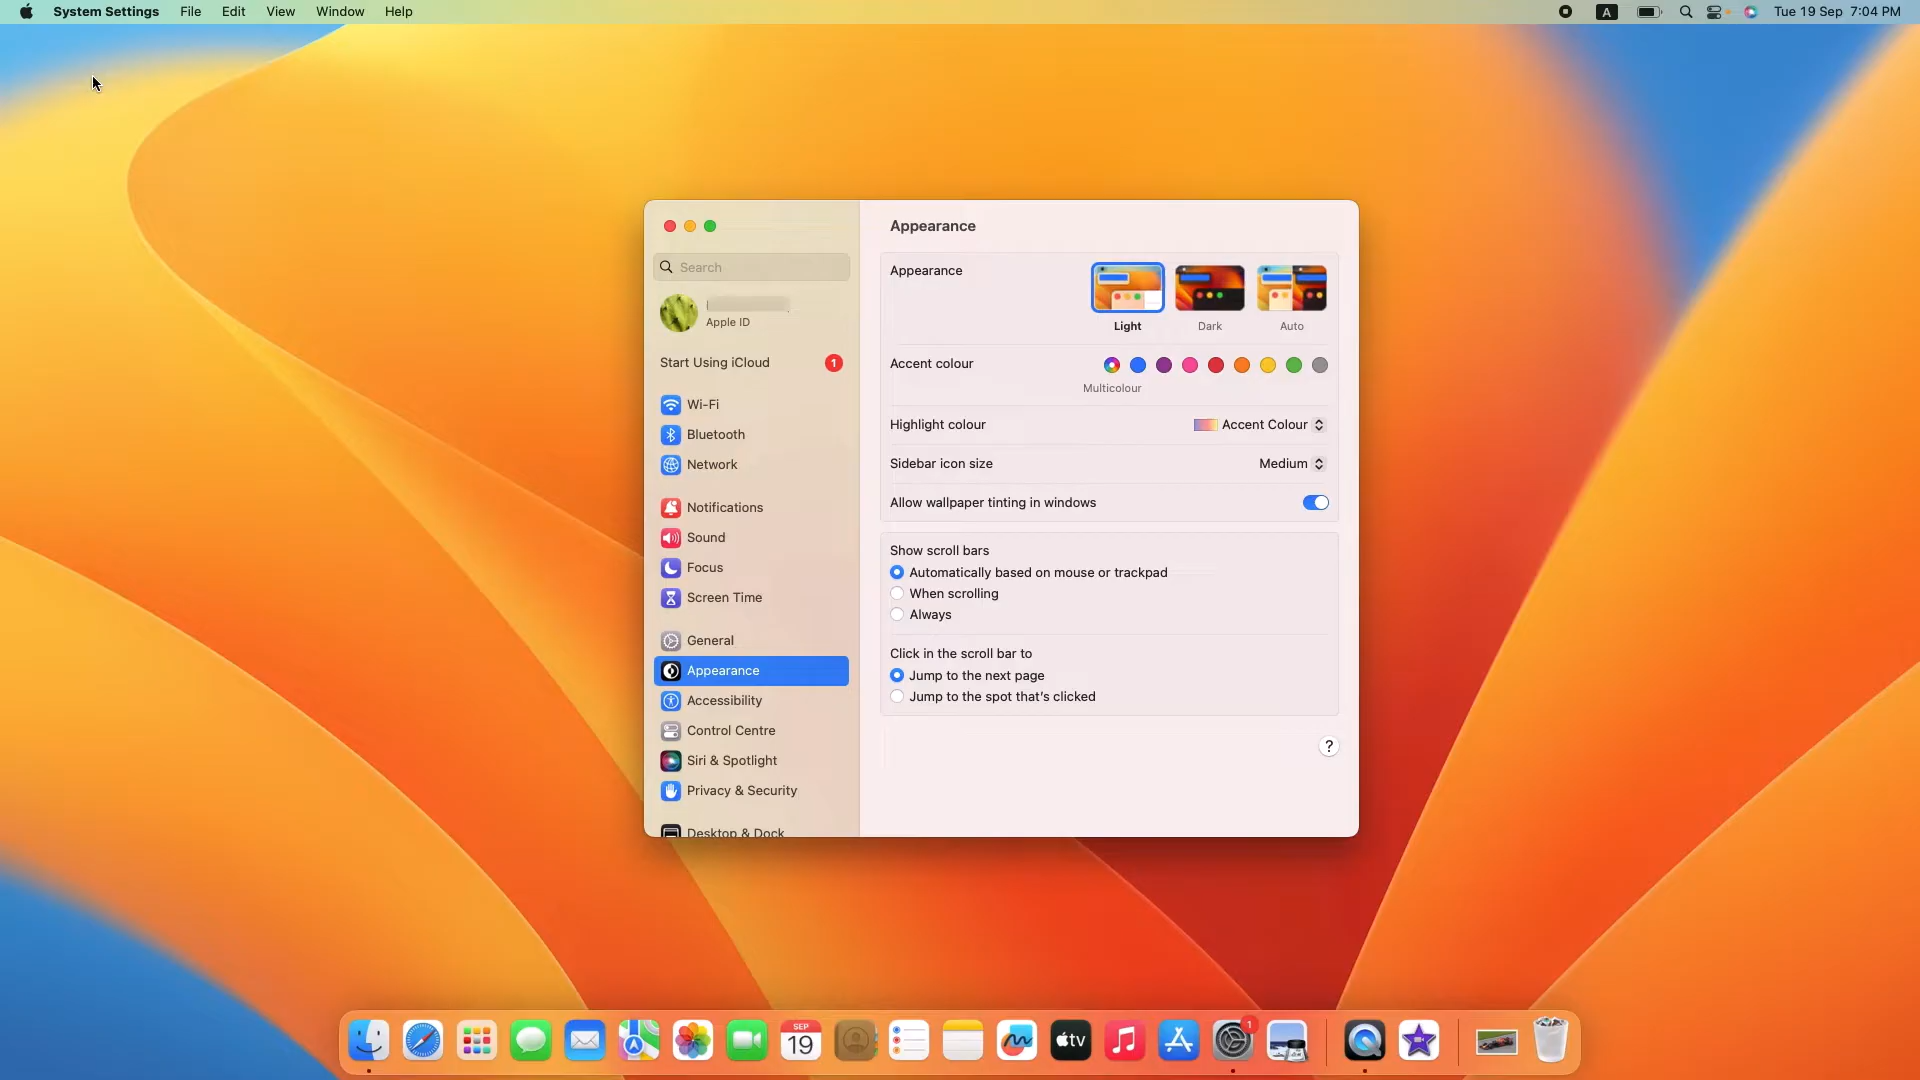 System Settings File Edit View Window Help A Tue 19 Sep 7:04 PM
Appearance
Search
Apple ID
Start Using iCloud 1
Wi-Fi
Bluetooth
Network
Notifications
Sound
Focus
Screen Time
General
Appearance
Accessibility
Control Centre
Siri & Spotlight
Privacy & Security
Desktop & Dock
Appearance
Light Dark Auto
Accent colour
Multicolour
Highlight colour Accent Colour
Sidebar icon size Medium
Allow wallpaper tinting in windows
Show scroll bars
Automatically based on mouse or trackpad
When scrolling
Always
Click in the scroll bar to
Jump to the next page
Jump to the spot that's clicked
?
SEP
19
tv
1